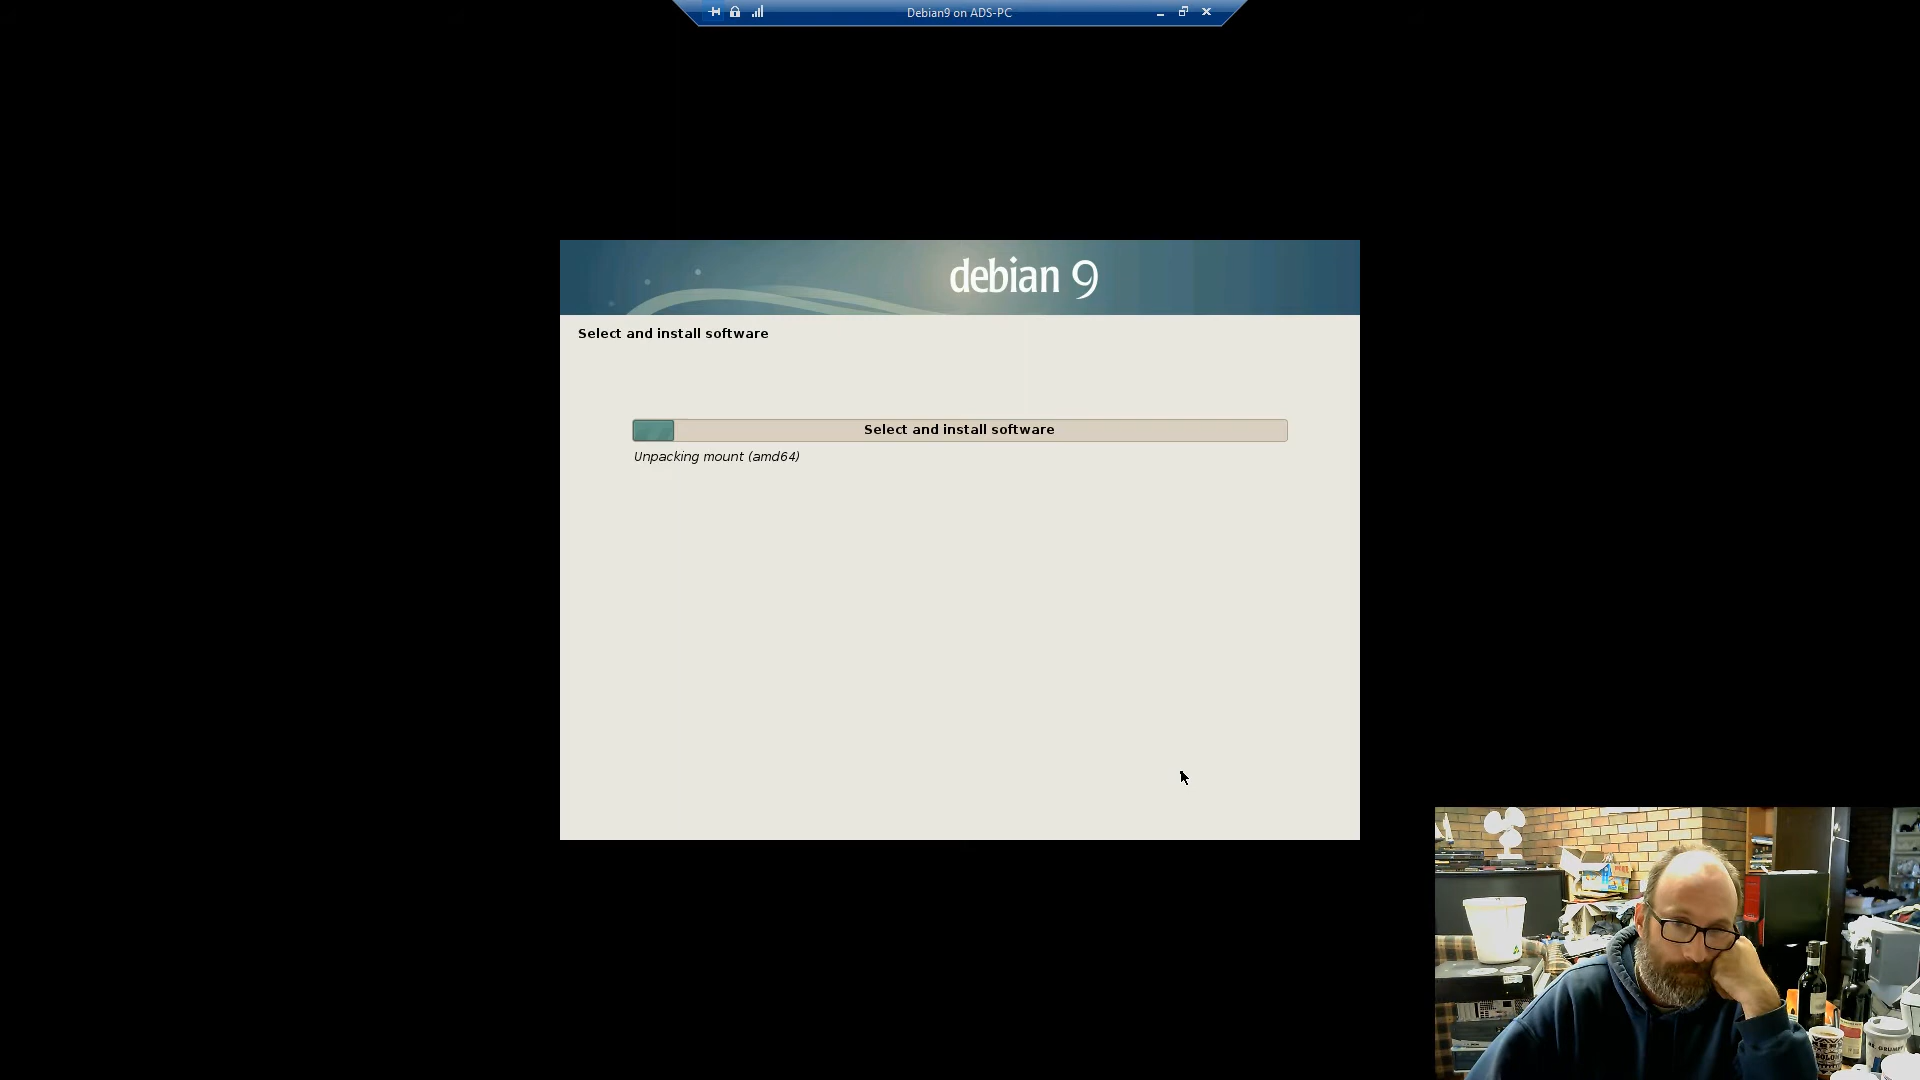 Debian9 on ADS-PC
debian 9
Select and install software
Select and install software
Unpacking mount (amd64)